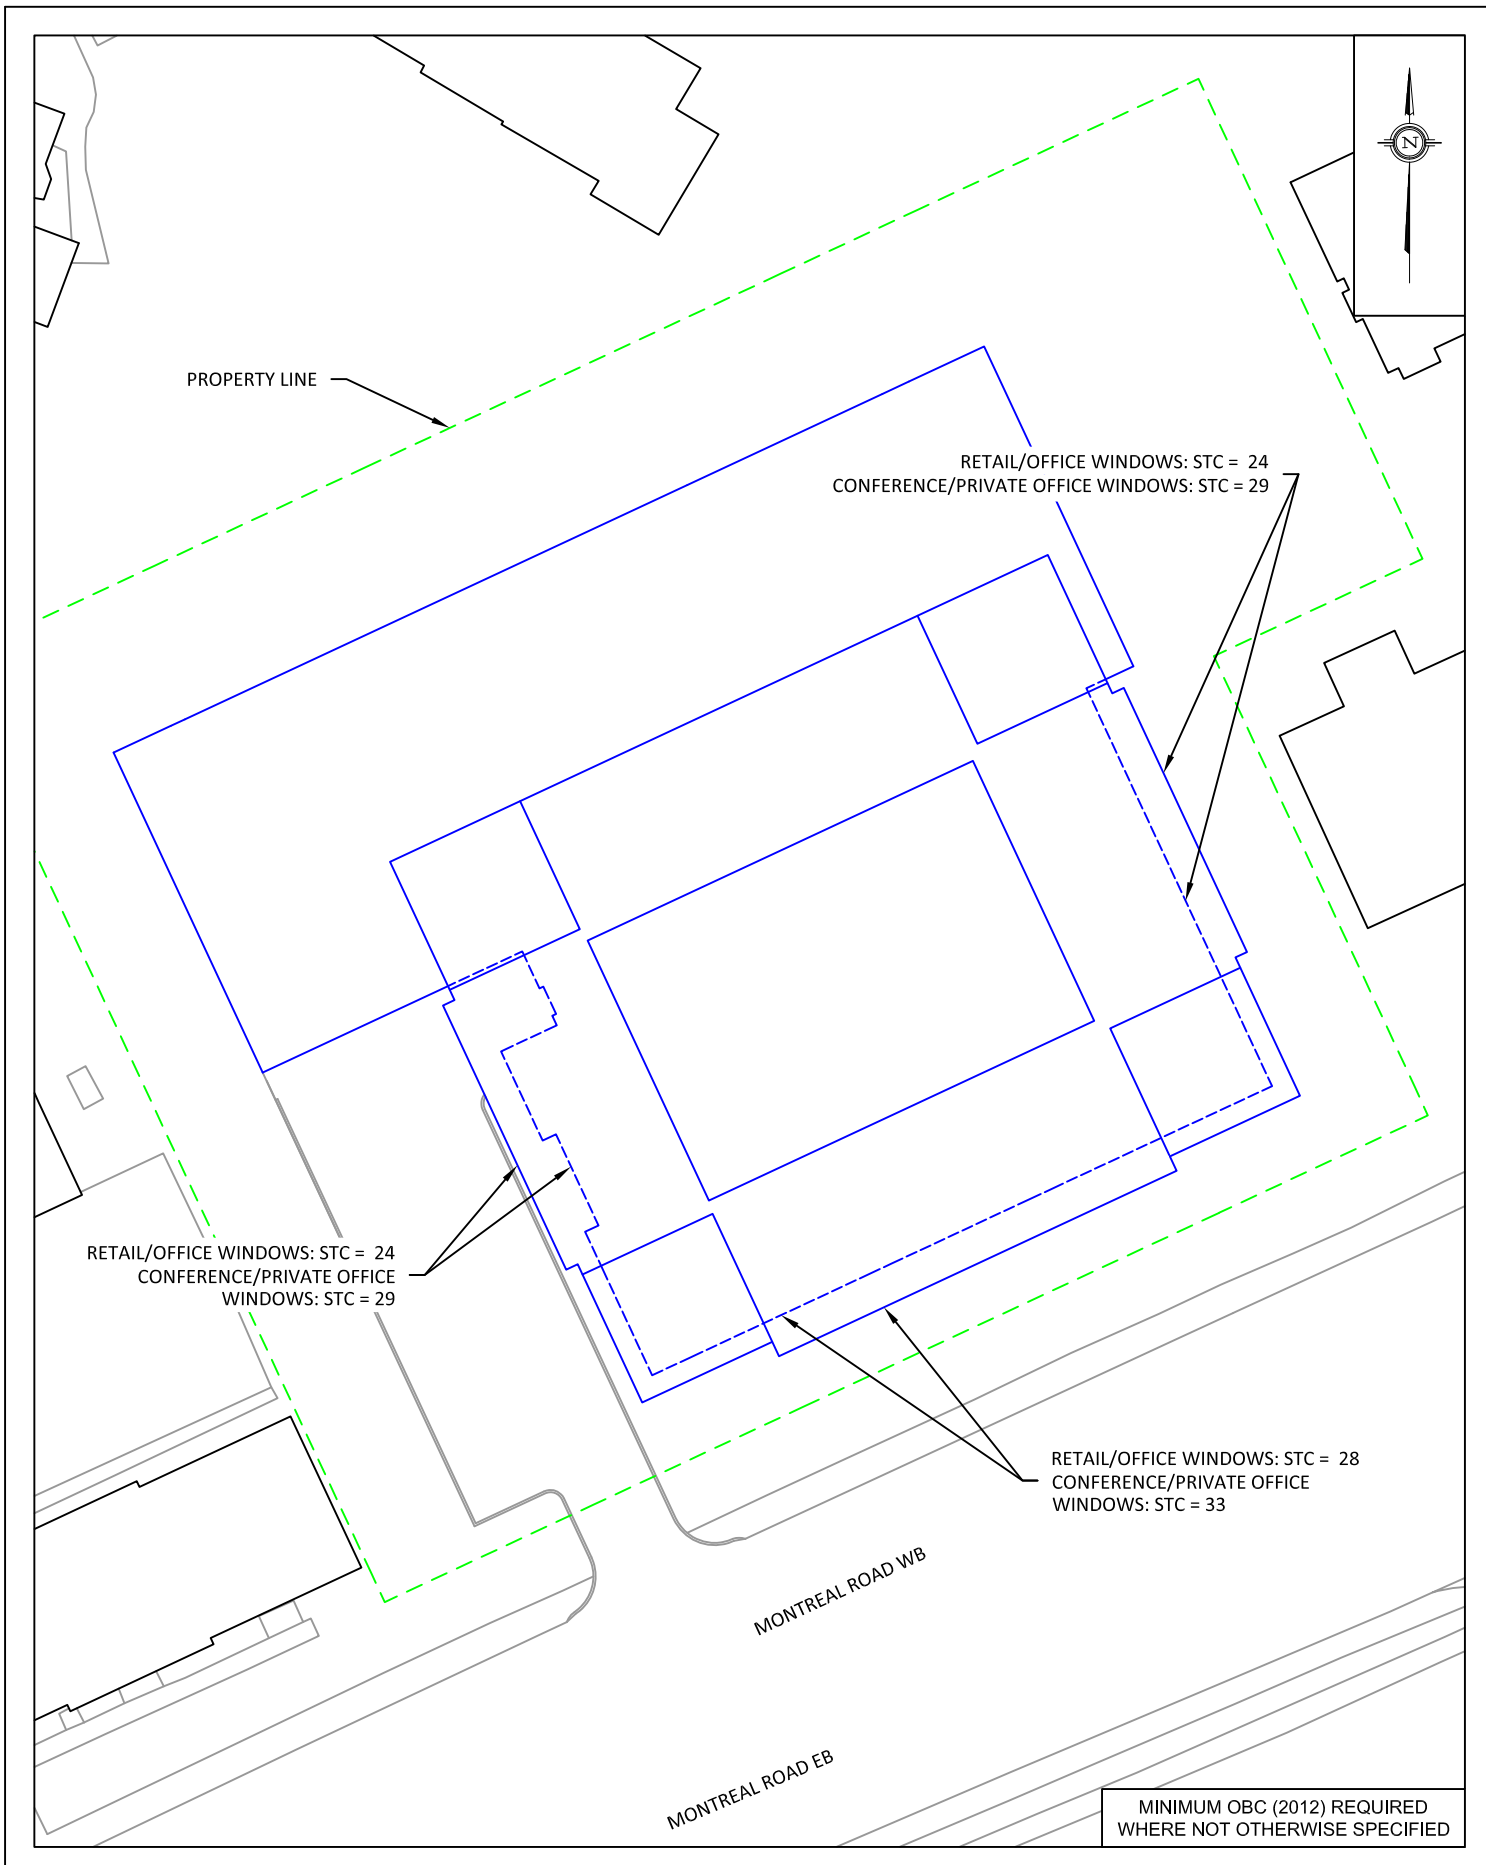 N
PROPERTY LINE
RETAIL/OFFICE WINDOWS: STC = 24
CONFERENCE/PRIVATE OFFICE WINDOWS: STC = 29
RETAIL/OFFICE WINDOWS: STC = 24
CONFERENCE/PRIVATE OFFICE
WINDOWS: STC = 29
RETAIL/OFFICE WINDOWS: STC = 28
CONFERENCE/PRIVATE OFFICE
WINDOWS: STC = 33
MONTREAL ROAD WB
MONTREAL ROAD EB
MINIMUM OBC (2012) REQUIRED
WHERE NOT OTHERWISE SPECIFIED